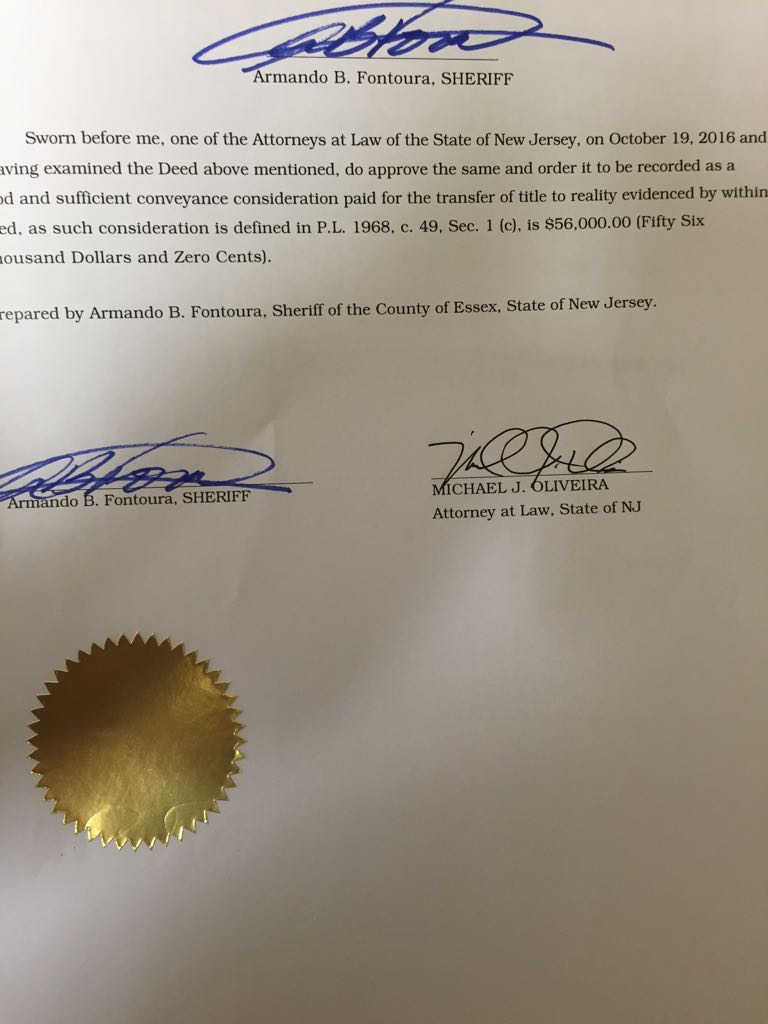 Armando B. Fontoura, SHERIFF
Sworn before me, one of the Attorneys at Law of the State of New Jersey, on October 19, 2016 and
aving examined the Deed above mentioned, do approve the same and order it to be recorded as a
od and sufficient conveyance consideration paid for the transfer of title to reality evidenced by within
ed, as such consideration is defined in P.L. 1968, c. 49, Sec. 1 (c), is $56,000.00 (Fifty Six
housand Dollars and Zero Cents).
repared by Armando B. Fontoura, Sheriff of the County of Essex, State of New Jersey.
Armando B. Fontoura, SHERIFF
MICHAEL J. OLIVEIRA
Attorney at Law, State of NJ